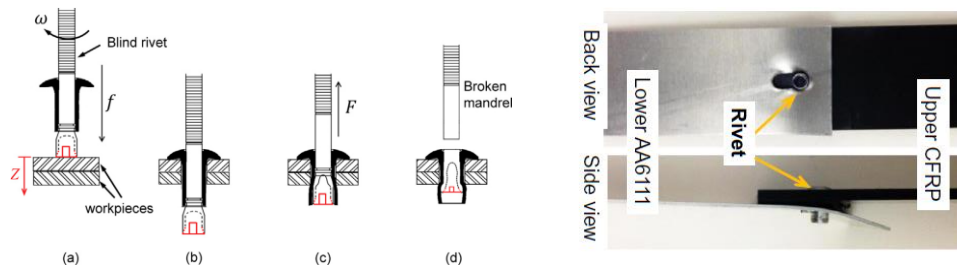 ω
Blind rivet
f
Z
workpieces
F
Broken
mandrel
(a)
(b)
(c)
(d)
Back view
Side view
Lower AA6111
Rivet
Upper CFRP